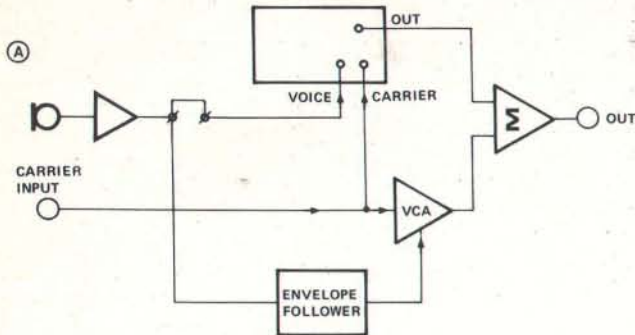 A
OUT
VOICE
CARRIER
CARRIER
INPUT
VCA
Σ
OUT
ENVELOPE
FOLLOWER